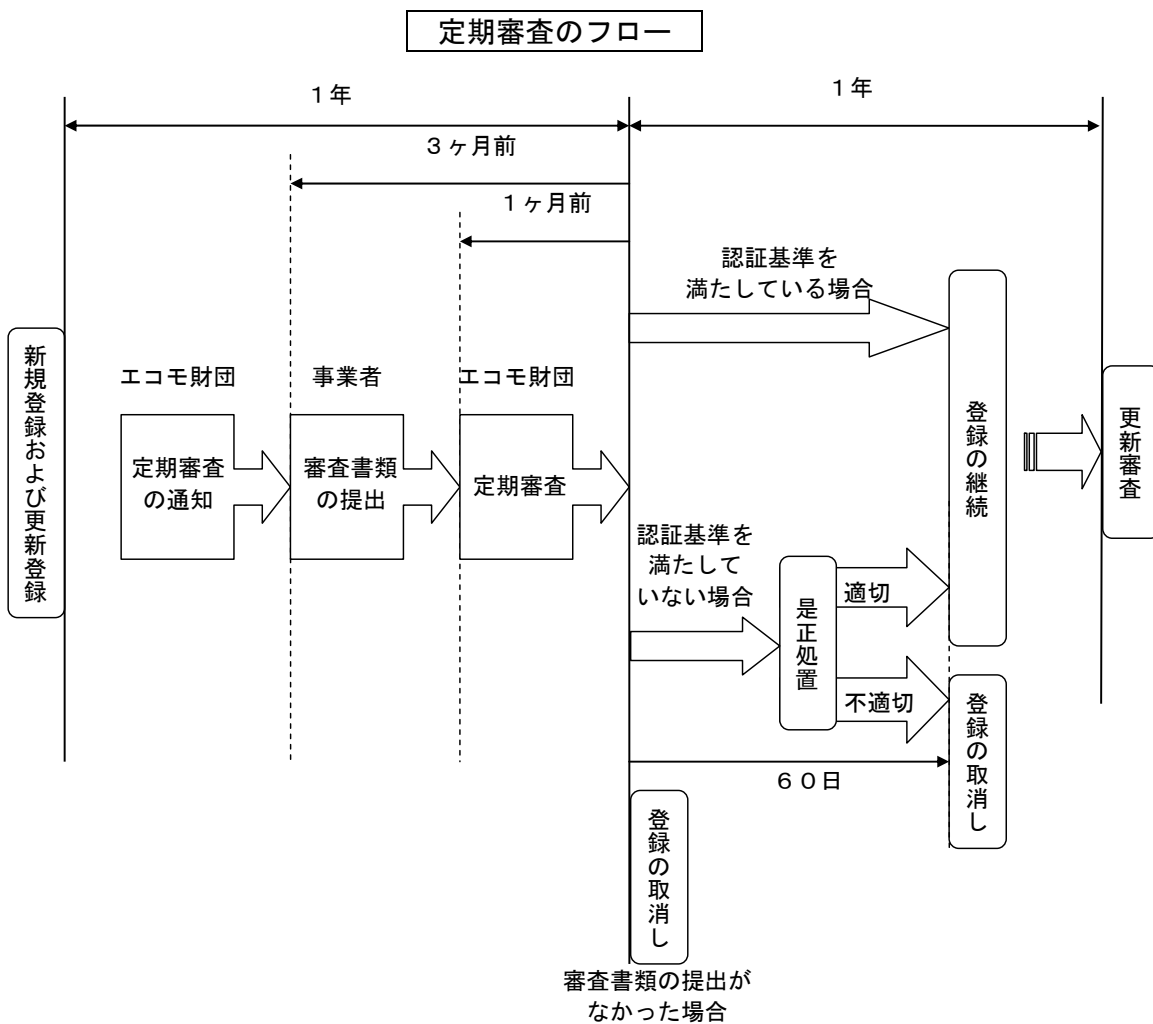 定期審査のフロー
１年
１年
３ヶ月前
１ヶ月前
認証基準を
満たしている場合
新規登録および更新登録
エコモ財団
事業者
エコモ財団
定期審査
の通知
審査書類
の提出
定期審査
登録の継続
更新審査
認証基準を
満たして
いない場合
是正処置
適切
不適切
登録の取消し
６０日
登録の取消し
審査書類の提出が
なかった場合